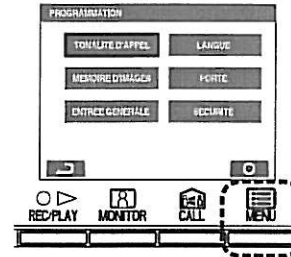 PROGRAMMATION
TONALITE D'APPEL LANGUE
MEMOIRE D'IMAGES PORTE
ENTREE GENERALE SECURITE
REC/PLAY MONITOR CALL MENU